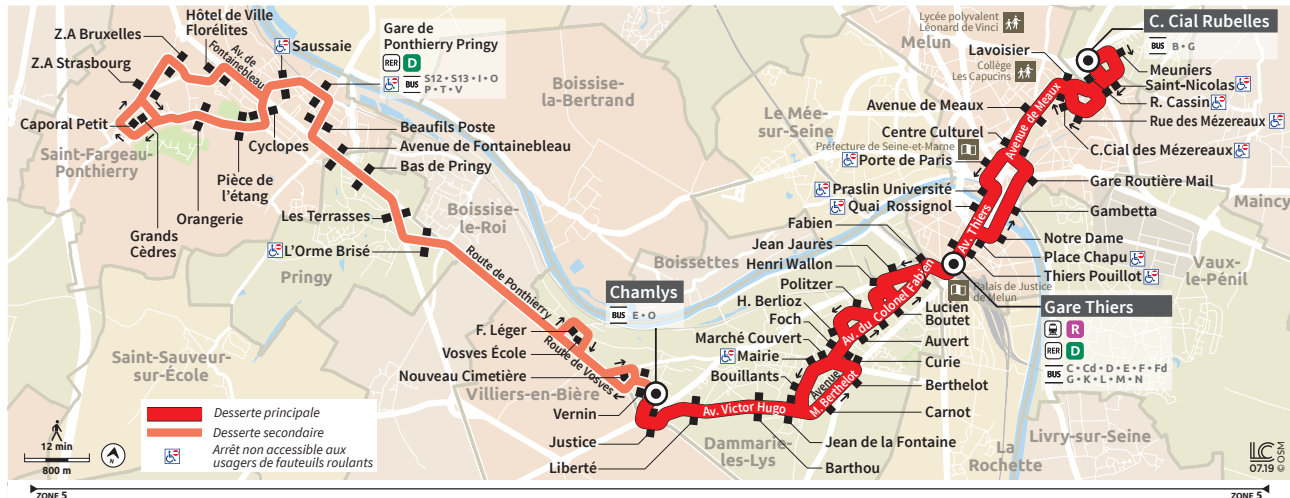 Hôtel de Ville
Florélites
Z.A Bruxelles
Z.A Strasbourg
Av. de
Fontainebleau
Saussaie
Gare de
Ponthierry Pringy
RER D
BUS S12 • S13 • I • O
P • T • V
Caporal Petit
Saint-Fargeau-
Ponthierry
Grands
Cèdres
Orangerie
Pièce de
l'étang
Cyclopes
Beaufils Poste
Avenue de Fontainebleau
Bas de Pringy
Les Terrasses
L'Orme Brisé
Pringy
Boissise-
la-Bertrand
Boissise-
le-Roi
Boissettes
Route de Ponthierry
Route de Vosves
Saint-Sauveur-
sur-École
F. Léger
Vosves École
Nouveau Cimetière
Villiers-en-Bière
Vernin
Chamlys
BUS E • O
Justice
Liberté
Av. Victor Hugo
Dammarie-
les-Lys
Barthou
Jean de la Fontaine
Carnot
Berthelot
Curie
Auvert
Lucien
Boutet
Avenue
M. Berthelot
Av. du Colonel Fabien
Bouillants
Mairie
Marché Couvert
Foch
H. Berlioz
Politzer
Henri Wallon
Jean Jaurès
Fabien
Quai Rossignol
Praslin Université
Porte de Paris
Préfecture de Seine-et-Marne
Centre Culturel
Le Mée-
sur-Seine
Avenue de Meaux
Avenue de Meaux
Av. Thiers
Lycée polyvalent
Léonard de Vinci
Melun
Lavoisier
Collège
Les Capucins
C. Cial Rubelles
BUS B • G
Meuniers
Saint-Nicolas
R. Cassin
Rue des Mézereaux
C.Cial des Mézereaux
Gare Routière Mail
Maincy
Gambetta
Notre Dame
Place Chapu
Thiers Pouillot
Vaux-
le-Pénil
Palais de Justice
de Melun
Gare Thiers
R
RER D
BUS C • Cd • D • E • F • Fd
G • K • L • M • N
Livry-sur-Seine
La
Rochette
Desserte principale
Desserte secondaire
Arrêt non accessible aux
usagers de fauteuils roulants
12 min
800 m
N
LC
07.19 © OSM
ZONE 5
ZONE 5